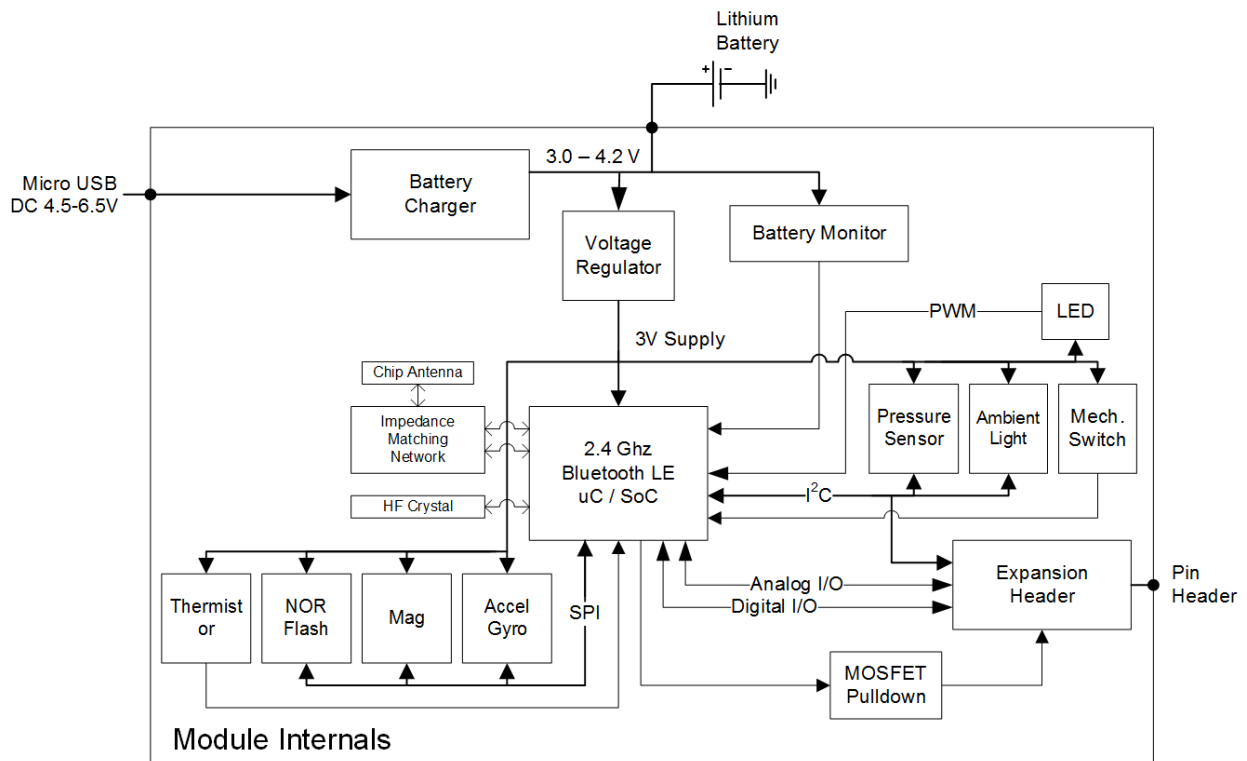 Lithium
Battery
+ −
3.0 – 4.2 V
Micro USB
DC 4.5-6.5V
Battery
Charger
Voltage
Regulator
Battery Monitor
PWM
LED
3V Supply
Chip Antenna
Impedance
Matching
Network
2.4 Ghz
Bluetooth LE
uC / SoC
Pressure
Sensor
Ambient
Light
Mech.
Switch
I²C
HF Crystal
Thermist
or
NOR
Flash
Mag
Accel
Gyro
SPI
Analog I/O
Digital I/O
Expansion
Header
Pin
Header
MOSFET
Pulldown
Module Internals